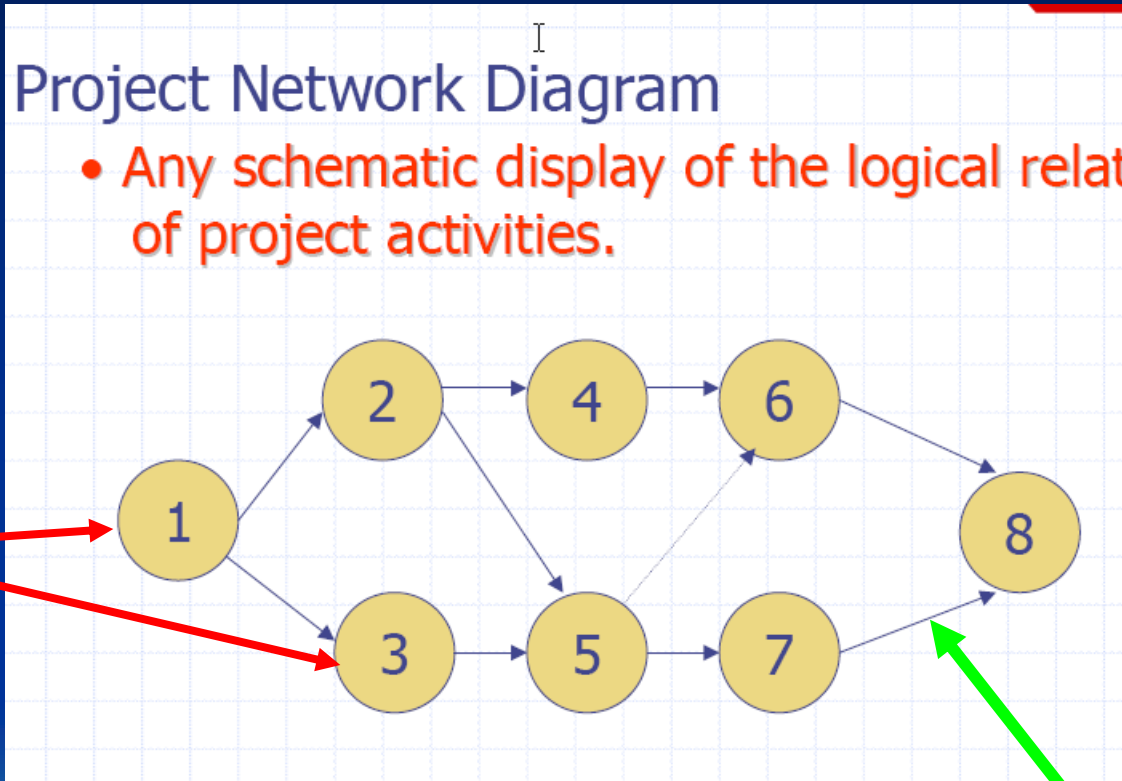 Project Network Diagram
• Any schematic display of the logical relat
of project activities.
2 4 6
1 8
3 5 7